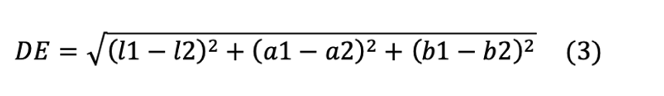 DE = √(l1 − l2)² + (a1 − a2)² + (b1 − b2)² (3)